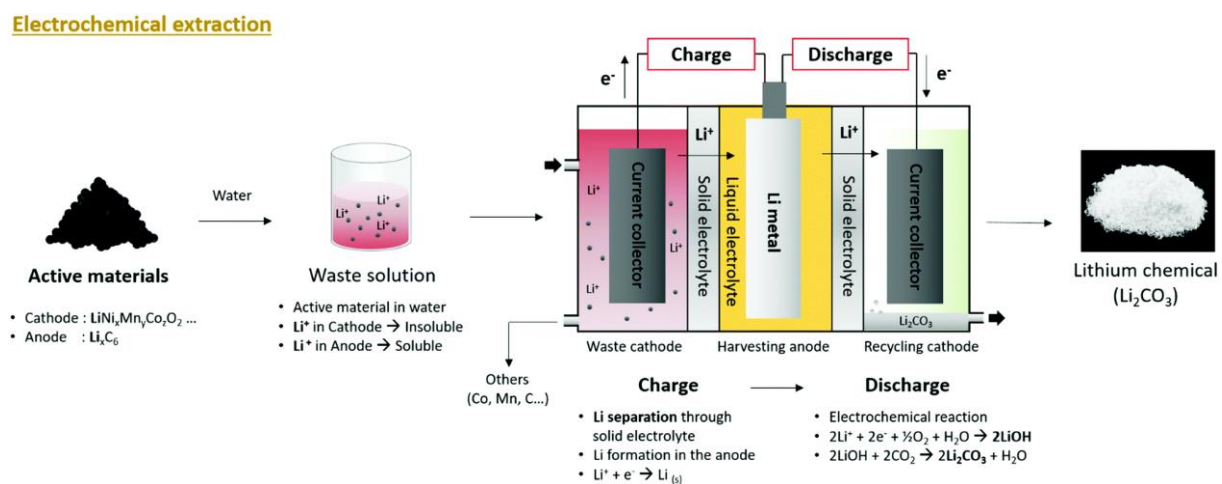 Electrochemical extraction
Charge
Discharge
e⁻
e⁻
Water
Li⁺
Li⁺
Li⁺
Li⁺
Li⁺
Li⁺
Li⁺
Li⁺
Current collector
Solid electrolyte
Liquid electrolyte
Li metal
Solid electrolyte
Current collector
Li₂CO₃
Active materials
• Cathode : LiNiₓMnᵧCo₂O₂ ...
• Anode : LiₓC₆
Waste solution
• Active material in water
• Li⁺ in Cathode → Insoluble
• Li⁺ in Anode → Soluble
Others
(Co, Mn, C...)
Waste cathode
Harvesting anode
Recycling cathode
Lithium chemical
(Li₂CO₃)
Charge
• Li separation through
solid electrolyte
• Li formation in the anode
• Li⁺ + e⁻ → Li (s)
Discharge
• Electrochemical reaction
• 2Li⁺ + 2e⁻ + ½O₂ + H₂O → 2LiOH
• 2LiOH + 2CO₂ → 2Li₂CO₃ + H₂O